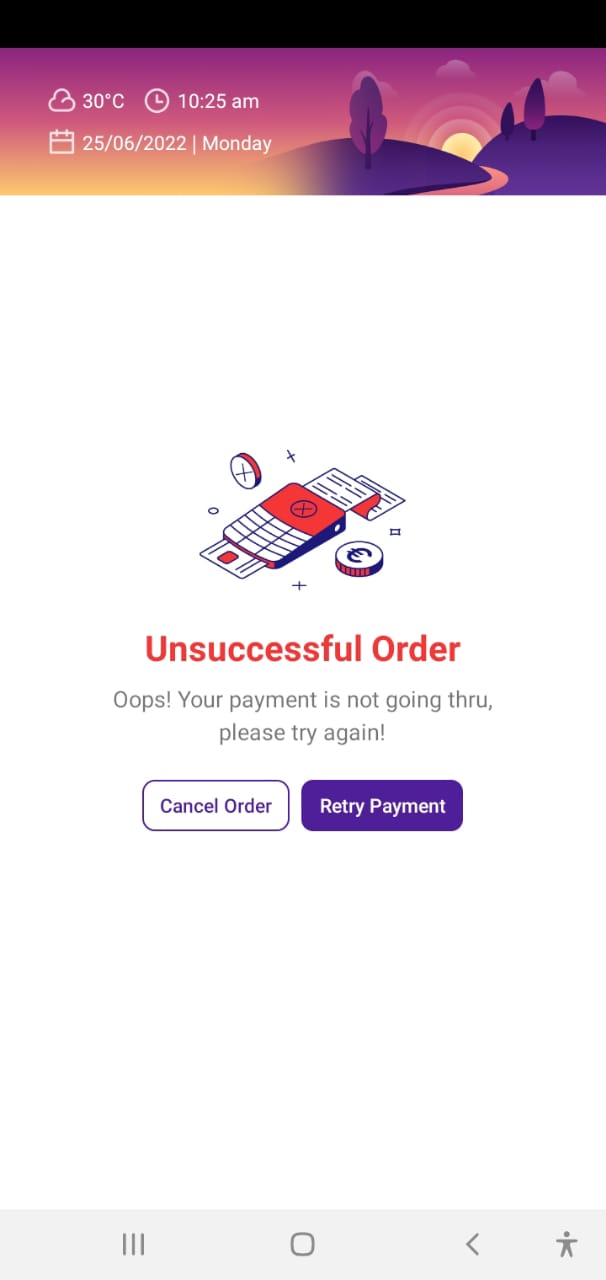 30°C 10:25 am
25/06/2022 | Monday
Unsuccessful Order
Oops! Your payment is not going thru,
please try again!
Cancel Order Retry Payment